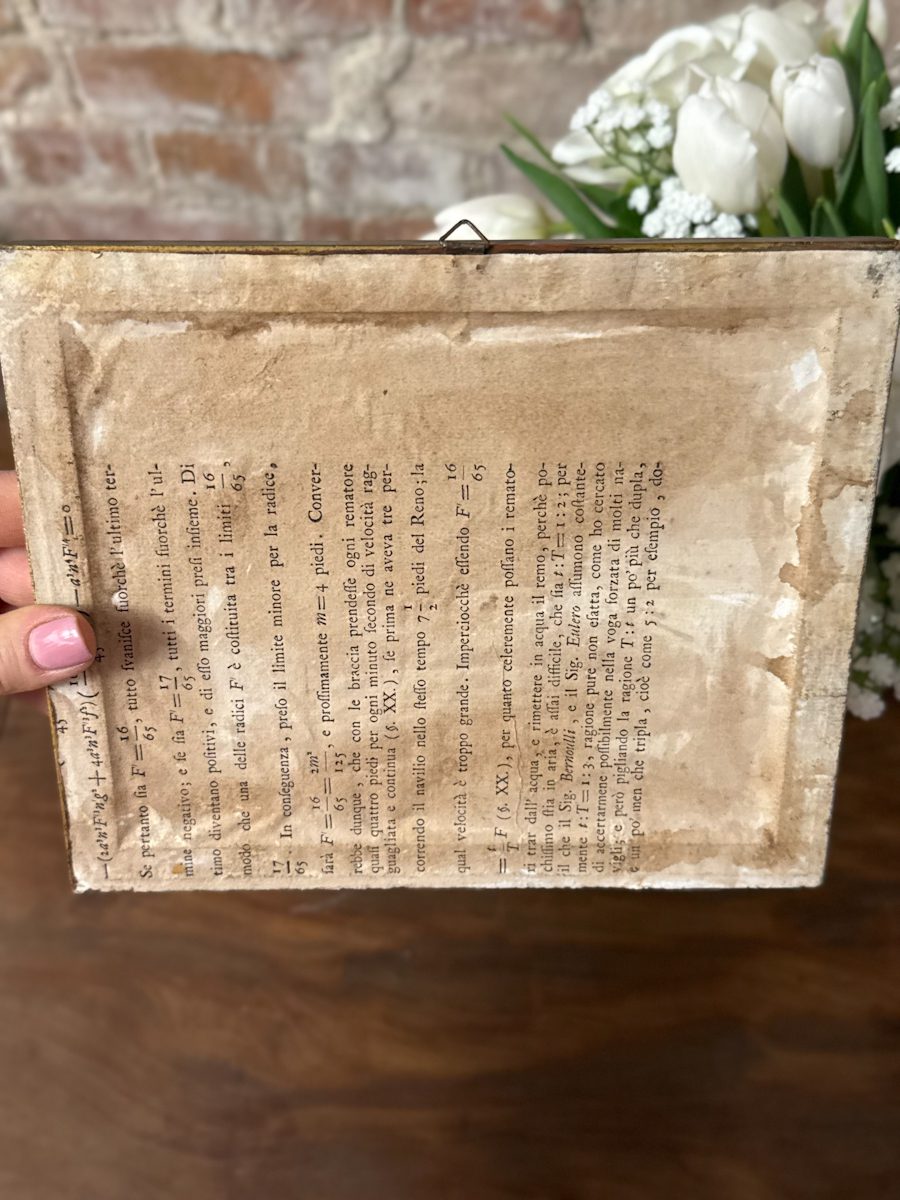 Se pertanto ſia F = 16/65, tutto ſvaniſce fuorchè l'ultimo ter-
mine negativo; e ſe ſia F = 17/65, tutti i termini fuorchè l'ul-
timo diventano poſitivi, e di eſſo maggiori preſi inſieme. Di
modo che una delle radici F è coſtituita tra i limiti 16/65,
17/65. In conſeguenza, preſo il limite minore per la radice,
ſarà F = 16/65 = 2m²/125, e proſſimamente m = 4 piedi. Conver-
rebbe dunque, che con le braccia prendeſſe ogni rematore
quaſi quattro piedi per ogni minuto ſecondo di velocità rag-
guagliata e continua (§. XX.), ſe prima ne aveva tre per-
correndo il navilio nello ſteſſo tempo 7 1/2 piedi del Reno; la
qual velocità è troppo grande. Imperciocchè eſſendo F = 16/65
= t/T F (§. XX.), per quanto celeremente poſſano i remato-
ri trar dall' acqua, e rimettere in acqua il remo, perchè po-
chiſſimo ſtia in aria, è aſſai difficile, che ſia t : T = 1 : 2; per
il che il Sig. Bernoulli, e il Sig. Eulero aſſumono coſtante-
mente t : T = 1 : 3, ragione pure non eſatta, come ho cercato
di accertarmene poſſibilmente nella voga forzata di molti na-
viglj; e però pigliando la ragione T : t un po' più che dupla,
e un po' men che tripla, cioè come 5 : 2 per eſempio, do-